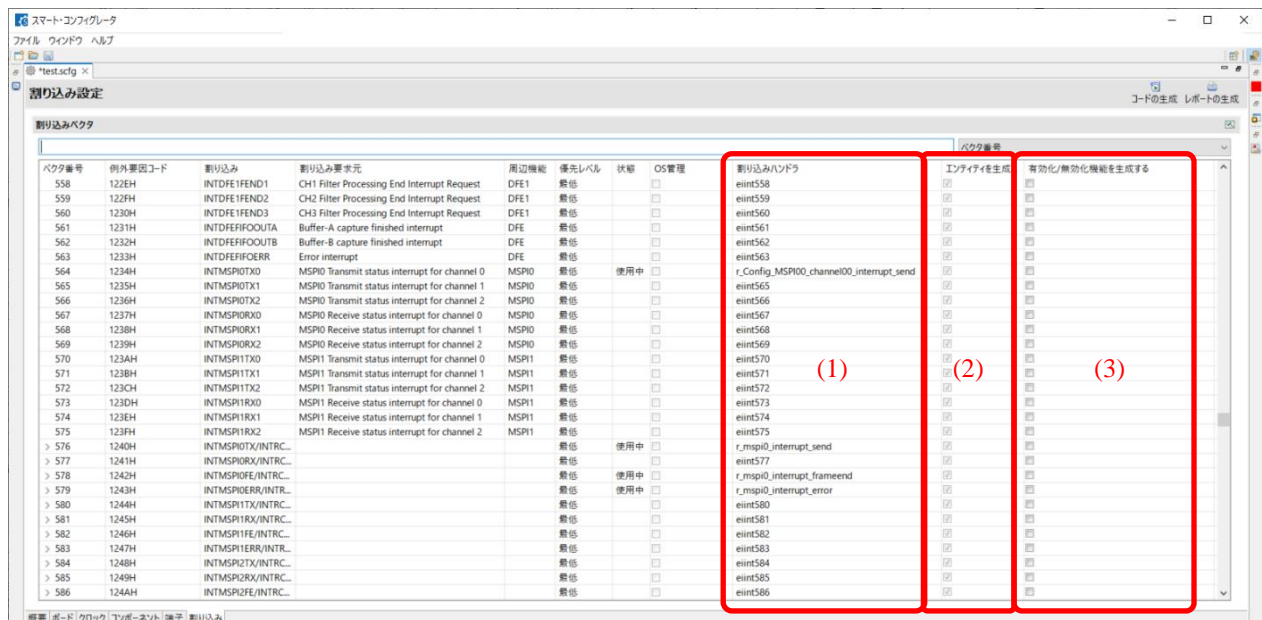 スマート・コンフィグレータ
ファイル ウィンドウ ヘルプ
*test.scfg
割り込み設定
コードの生成 レポートの生成
割り込みベクタ
ベクタ番号
ベクタ番号 例外要因コード 割り込み 割り込み要求元 周辺機能 優先レベル 状態 OS管理 割り込みハンドラ エンティティを生成 有効化/無効化機能を生成する
558 122EH INTDFE1FEND1 CH1 Filter Processing End Interrupt Request DFE1 最低 eiint558
559 122FH INTDFE1FEND2 CH2 Filter Processing End Interrupt Request DFE1 最低 eiint559
560 1230H INTDFE1FEND3 CH3 Filter Processing End Interrupt Request DFE1 最低 eiint560
561 1231H INTDFEFIFOOUTA Buffer-A capture finished interrupt DFE 最低 eiint561
562 1232H INTDFEFIFOOUTB Buffer-B capture finished interrupt DFE 最低 eiint562
563 1233H INTDFEFIFOERR Error interrupt DFE 最低 eiint563
564 1234H INTMSPI0TX0 MSPI0 Transmit status interrupt for channel 0 MSPI0 最低 使用中 r_Config_MSPI00_channel00_interrupt_send
565 1235H INTMSPI0TX1 MSPI0 Transmit status interrupt for channel 1 MSPI0 最低 eiint565
566 1236H INTMSPI0TX2 MSPI0 Transmit status interrupt for channel 2 MSPI0 最低 eiint566
567 1237H INTMSPI0RX0 MSPI0 Receive status interrupt for channel 0 MSPI0 最低 eiint567
568 1238H INTMSPI0RX1 MSPI0 Receive status interrupt for channel 1 MSPI0 最低 eiint568
569 1239H INTMSPI0RX2 MSPI0 Receive status interrupt for channel 2 MSPI0 最低 eiint569
570 123AH INTMSPI1TX0 MSPI1 Transmit status interrupt for channel 0 MSPI1 最低 eiint570
571 123BH INTMSPI1TX1 MSPI1 Transmit status interrupt for channel 1 MSPI1 最低 eiint571
572 123CH INTMSPI1TX2 MSPI1 Transmit status interrupt for channel 2 MSPI1 最低 eiint572
573 123DH INTMSPI1RX0 MSPI1 Receive status interrupt for channel 0 MSPI1 最低 eiint573
574 123EH INTMSPI1RX1 MSPI1 Receive status interrupt for channel 1 MSPI1 最低 eiint574
575 123FH INTMSPI1RX2 MSPI1 Receive status interrupt for channel 2 MSPI1 最低 eiint575
576 1240H INTMSPI0TX/INTRC... 最低 使用中 r_mspi0_interrupt_send
577 1241H INTMSPI0RX/INTRC... 最低 eiint577
578 1242H INTMSPI0FE/INTRC... 最低 使用中 r_mspi0_interrupt_frameend
579 1243H INTMSPI0ERR/INTR... 最低 使用中 r_mspi0_interrupt_error
580 1244H INTMSPI1TX/INTRC... 最低 eiint580
581 1245H INTMSPI1RX/INTRC... 最低 eiint581
582 1246H INTMSPI1FE/INTRC... 最低 eiint582
583 1247H INTMSPI1ERR/INTR... 最低 eiint583
584 1248H INTMSPI2TX/INTRC... 最低 eiint584
585 1249H INTMSPI2RX/INTRC... 最低 eiint585
586 124AH INTMSPI2FE/INTRC... 最低 eiint586
(1) (2) (3)
概要 ボード クロック コンポーネント 端子 割り込み